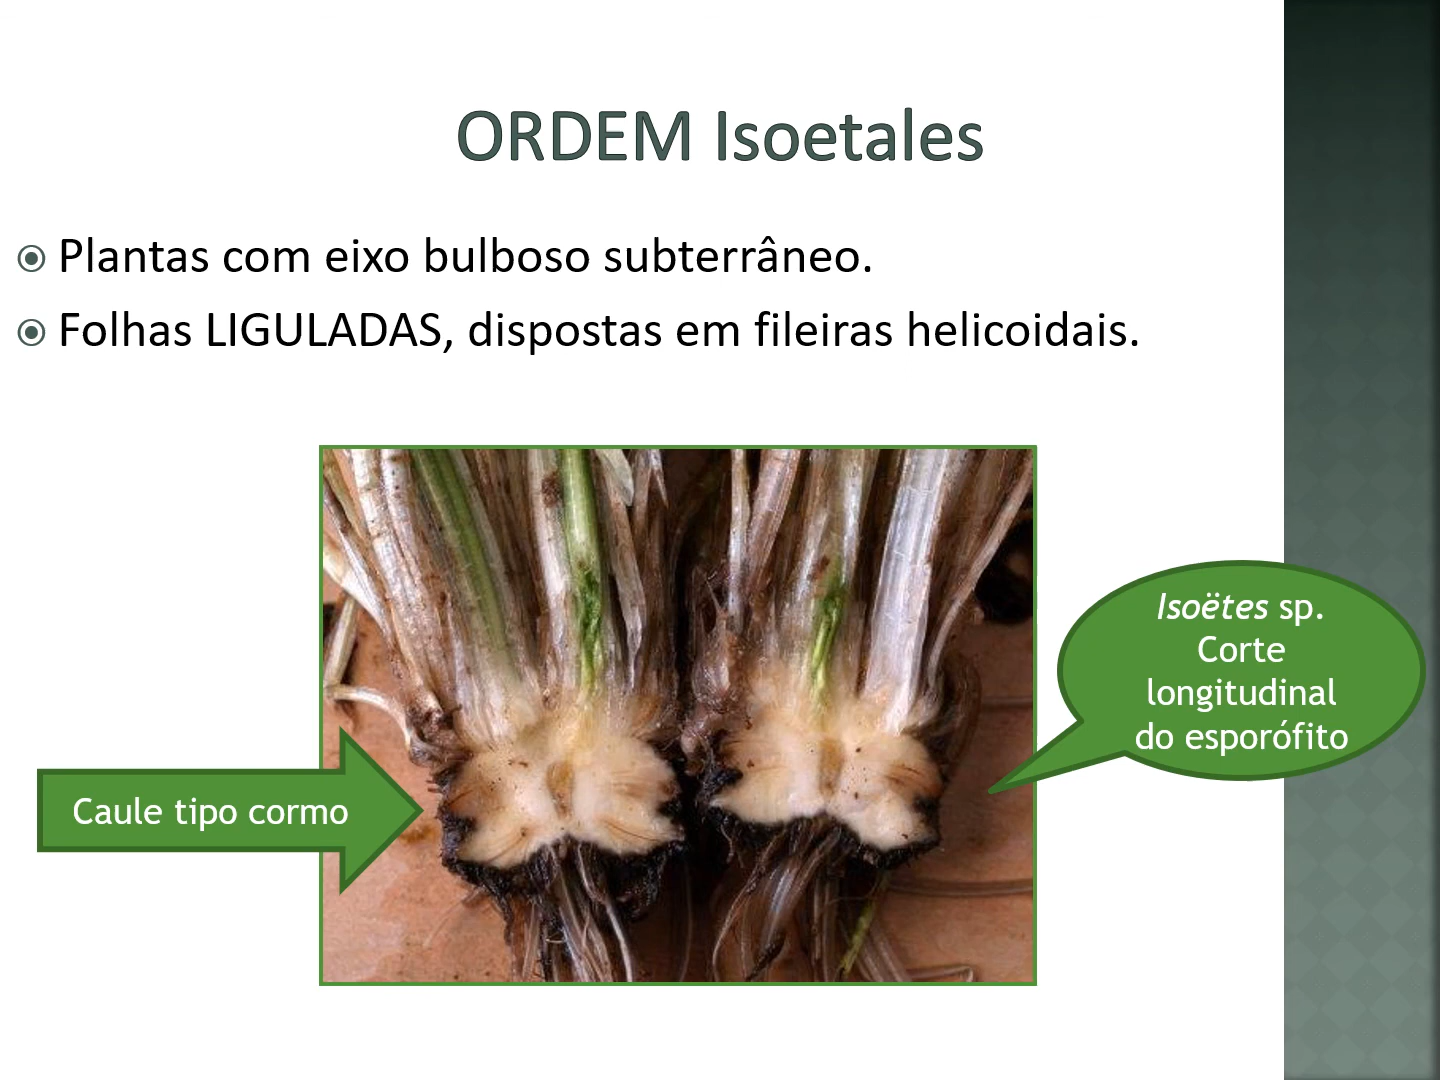 ORDEM Isoetales
Plantas com eixo bulboso subterrâneo.
Folhas LIGULADAS, dispostas em fileiras helicoidais.
Isoëtes sp.
Corte
longitudinal
do esporófito
Caule tipo cormo